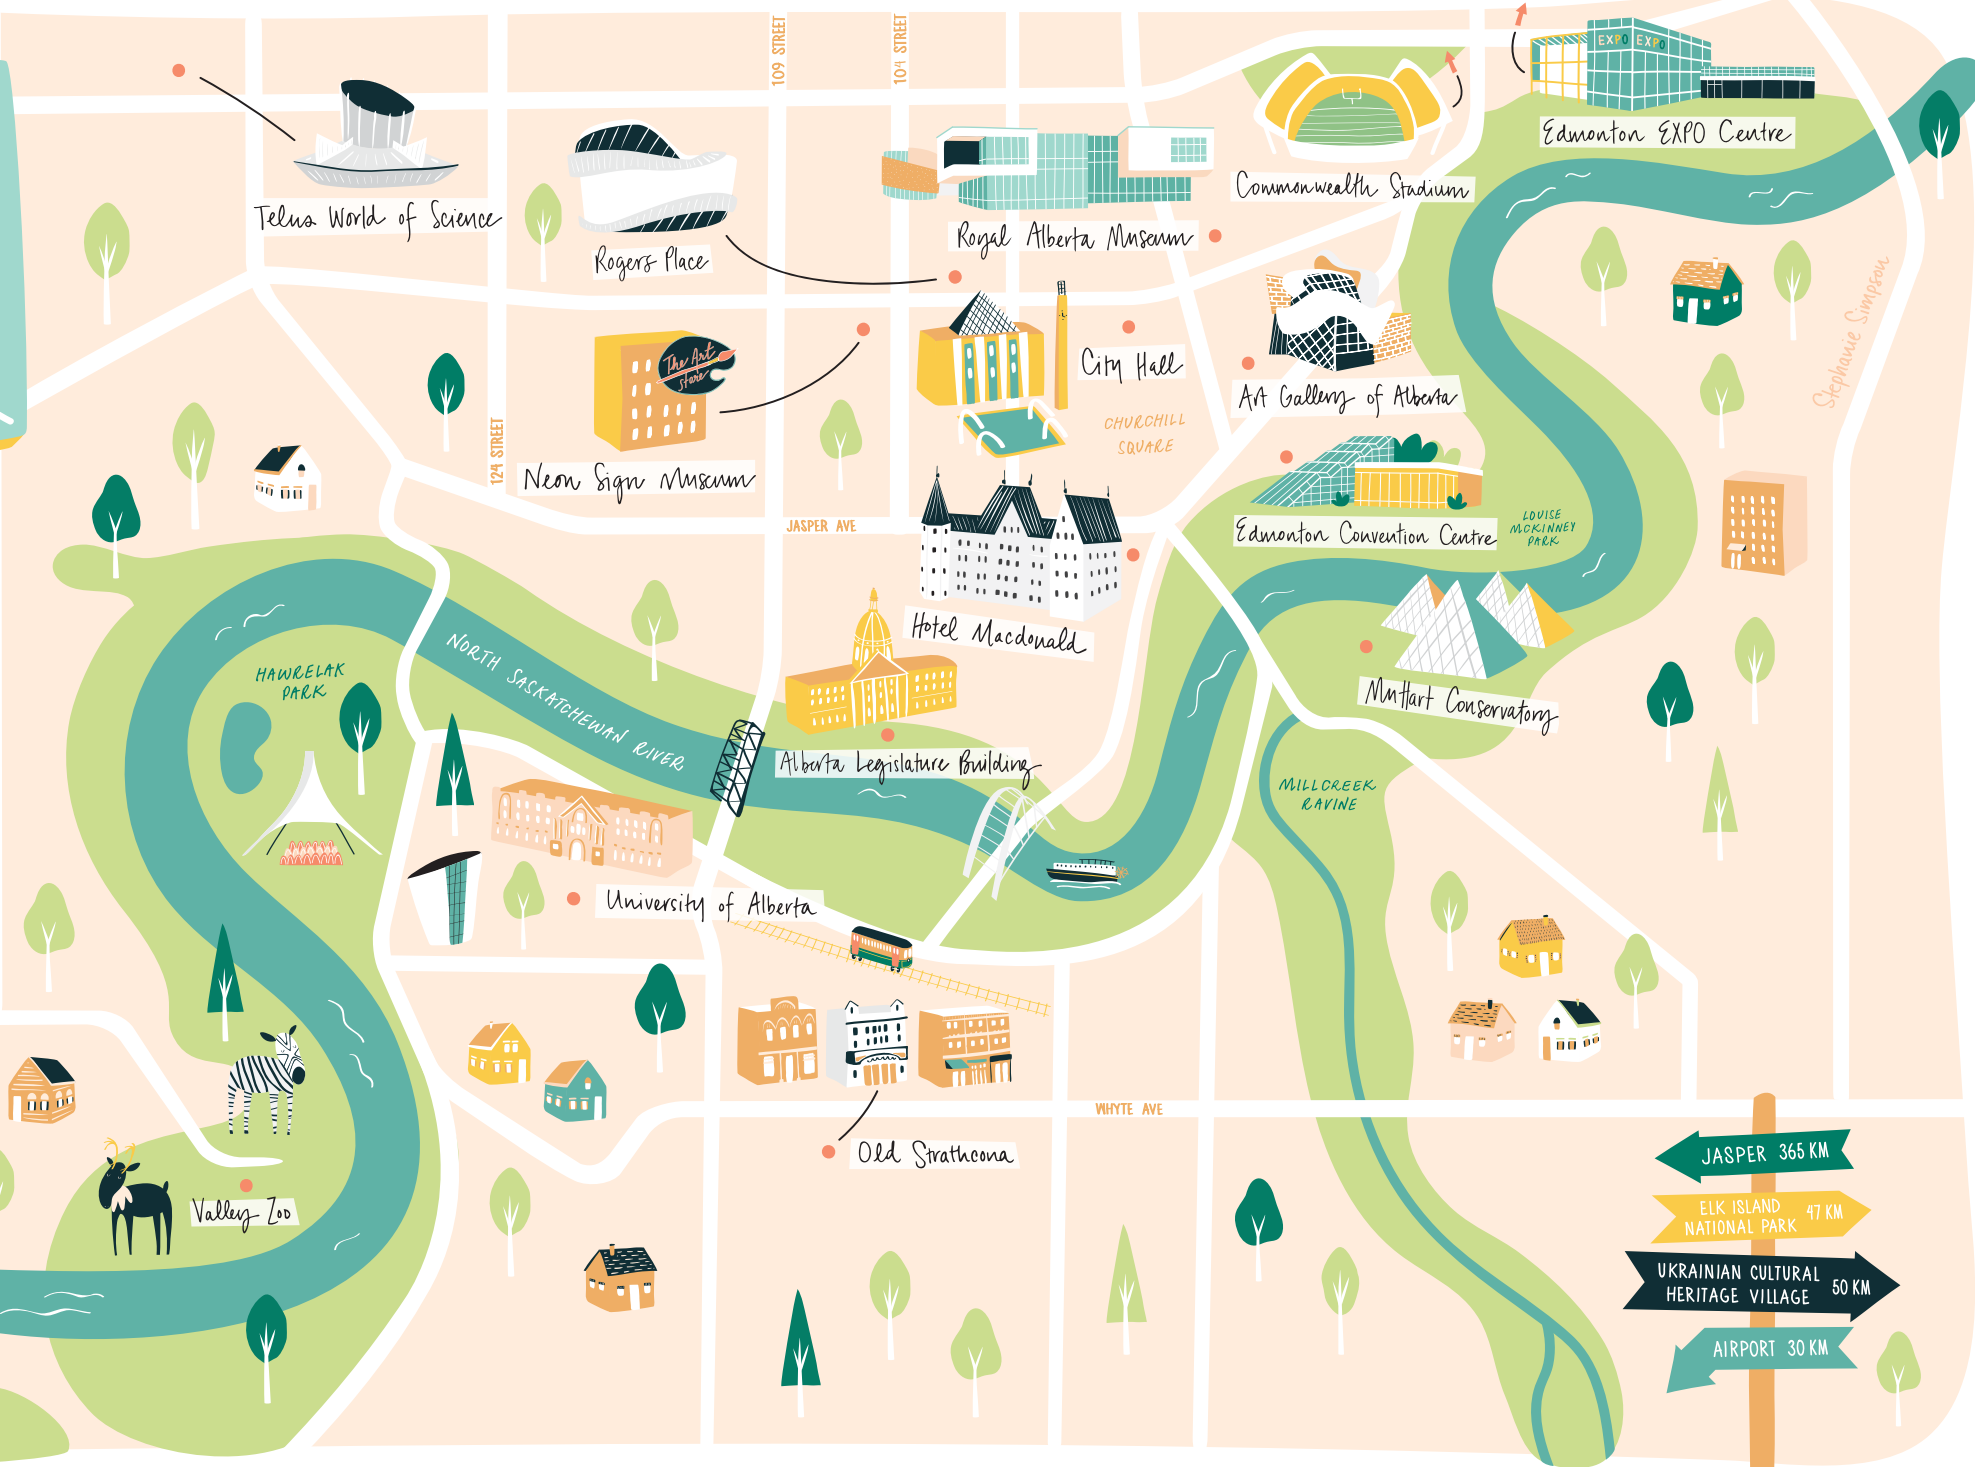 109 STREET
104 STREET
EXPO EXPO
Edmonton EXPO Centre
Telus World of Science
Rogers Place
Royal Alberta Museum
Commonwealth Stadium
Stephanie Simpson
The Art
Store
City Hall
CHURCHILL
SQUARE
Art Gallery of Alberta
124 STREET
Neon Sign Museum
JASPER AVE
Edmonton Convention Centre
LOUISE
MCKINNEY
PARK
Hotel Macdonald
HAWRELAK
PARK
NORTH SASKATCHEWAN RIVER
Muttart Conservatory
Alberta Legislature Building
MILLCREEK
RAVINE
University of Alberta
WHYTE AVE
Old Strathcona
Valley Zoo
JASPER 365 KM
ELK ISLAND
NATIONAL PARK 47 KM
UKRAINIAN CULTURAL
HERITAGE VILLAGE 50 KM
AIRPORT 30 KM